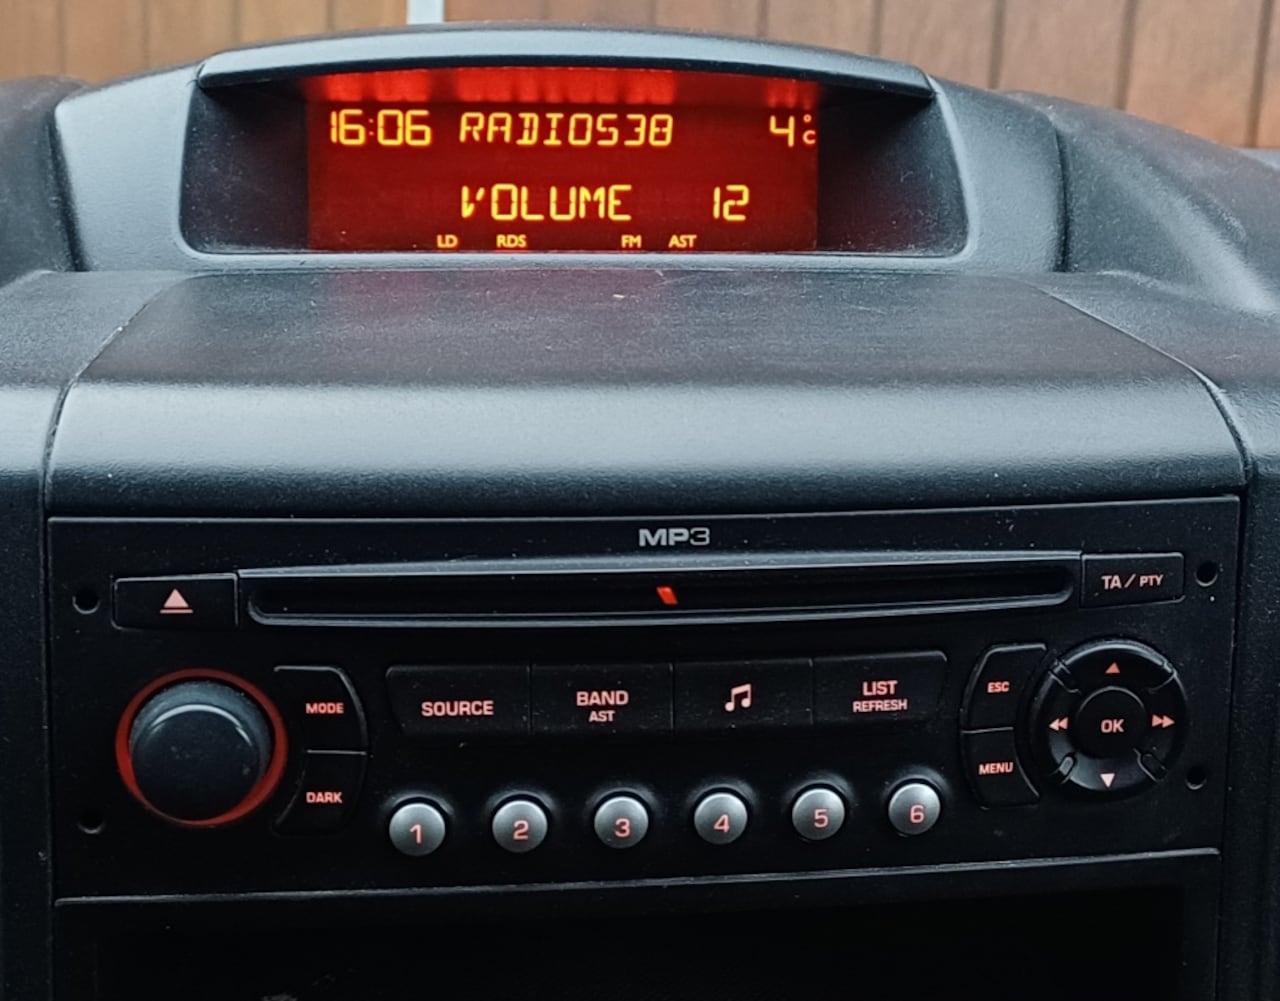 16:06 RADIO538 4°C
VOLUME 12
LD RDS FM AST
MP3
TA / PTY
MODE
DARK
SOURCE
BAND
AST
LIST
REFRESH
ESC
MENU
OK
1 2 3 4 5 6